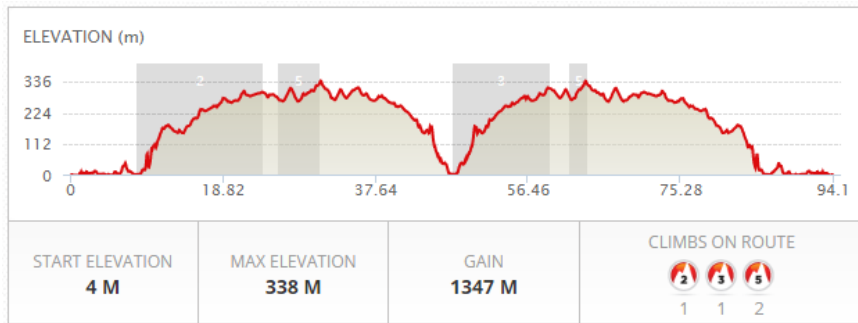 ELEVATION (m)
2 5 3 5
336
224
112
0
0 18.82 37.64 56.46 75.28 94.1
START ELEVATION
4 M
MAX ELEVATION
338 M
GAIN
1347 M
CLIMBS ON ROUTE
2 3 5
1 1 2